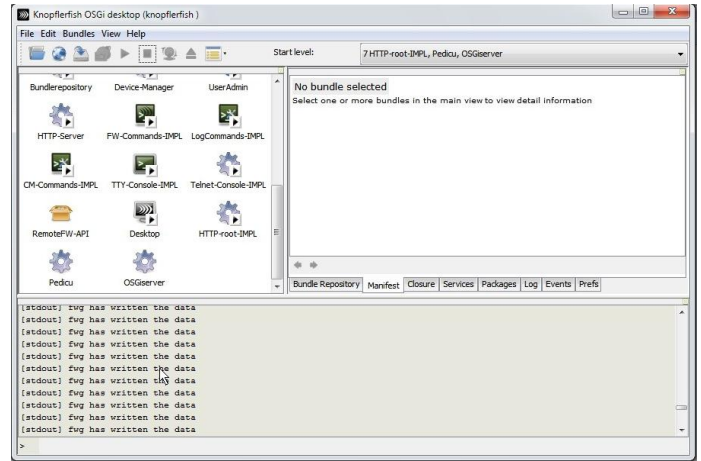 Knopflerfish OSGi desktop (knopflerfish )
File Edit Bundles View Help
Start level: 7 HTTP-root-IMPL, Pedicu, OSGiserver
Bundlerepository Device-Manager UserAdmin
HTTP-Server FW-Commands-IMPL LogCommands-IMPL
CM-Commands-IMPL TTY-Console-IMPL Telnet-Console-IMPL
RemoteFW-API Desktop HTTP-root-IMPL
Pedicu OSGiserver
No bundle selected
Select one or more bundles in the main view to view detail information
Bundle Repository Manifest Closure Services Packages Log Events Prefs
[stdout] fwg has written the data
[stdout] fwg has written the data
[stdout] fwg has written the data
[stdout] fwg has written the data
[stdout] fwg has written the data
[stdout] fwg has written the data
[stdout] fwg has written the data
[stdout] fwg has written the data
[stdout] fwg has written the data
[stdout] fwg has written the data
[stdout] fwg has written the data
>